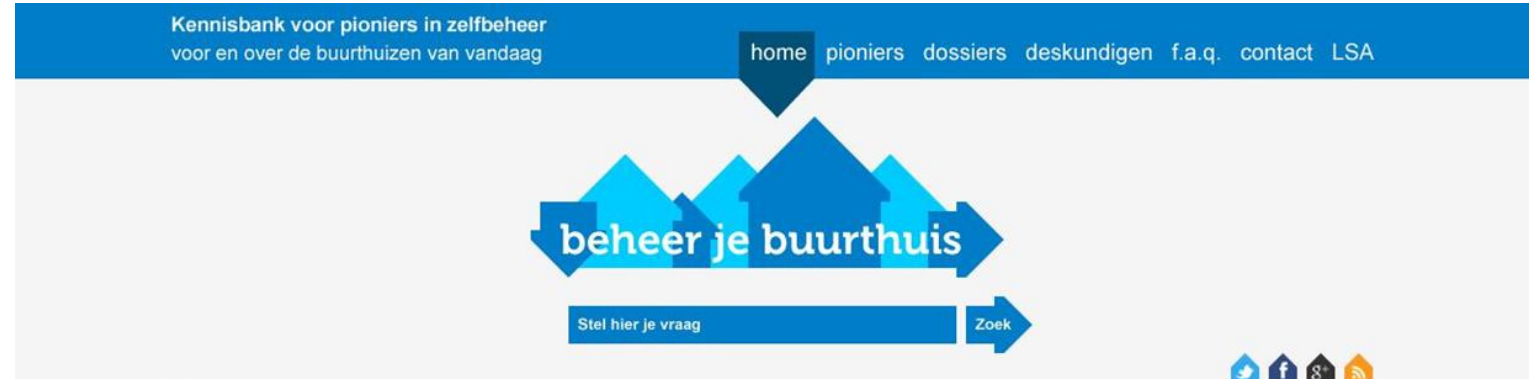 Kennisbank voor pioniers in zelfbeheer
voor en over de buurthuizen van vandaag
home pioniers dossiers deskundigen f.a.q. contact LSA
beheer je buurthuis
Stel hier je vraag
Zoek
f 8+